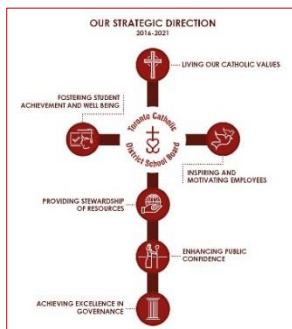 OUR STRATEGIC DIRECTION
2016-2021
LIVING OUR CATHOLIC VALUES
FOSTERING STUDENT
ACHIEVEMENT AND WELL BEING
Toronto Catholic
District School Board
INSPIRING AND
MOTIVATING EMPLOYEES
PROVIDING STEWARDSHIP
OF RESOURCES
ENHANCING PUBLIC
CONFIDENCE
ACHIEVING EXCELLENCE IN
GOVERNANCE